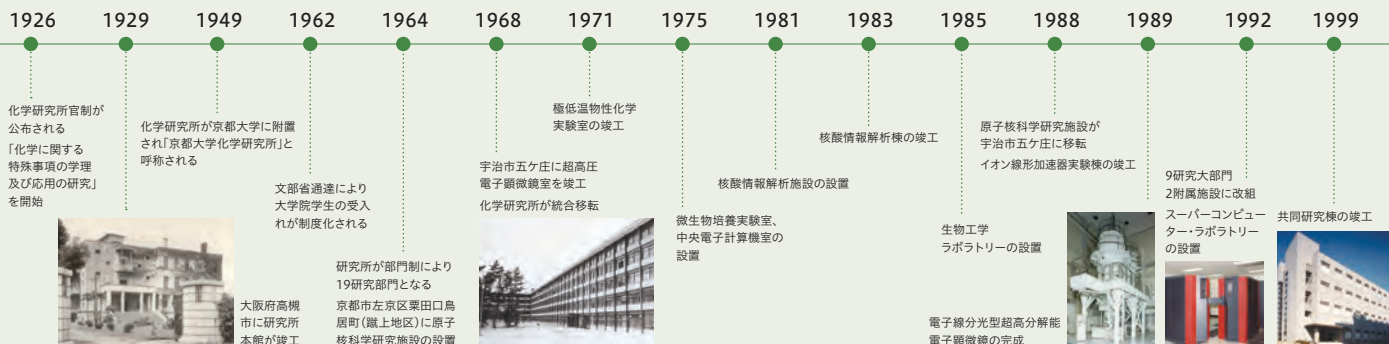 1926
1929
1949
1962
1964
1968
1971
1975
1981
1983
1985
1988
1989
1992
1999
化学研究所官制が
公布される
「化学に関する
特殊事項の学理
及び応用の研究」
を開始
大阪府高槻
市に研究所
本館が竣工
化学研究所が京都大学に附置
され「京都大学化学研究所」と
呼称される
文部省通達により
大学院学生の受入
れが制度化される
研究所が部門制により
19研究部門となる
京都市左京区粟田口鳥
居町（蹴上地区）に原子
核科学研究施設の設置
宇治市五ケ庄に超高圧
電子顕微鏡室を竣工
化学研究所が統合移転
極低温物性化学
実験室の竣工
微生物培養実験室、
中央電子計算機室の
設置
核酸情報解析施設の設置
核酸情報解析棟の竣工
生物工学
ラボラトリーの設置
原子核科学研究施設が
宇治市五ケ庄に移転
イオン線形加速器実験棟の竣工
電子線分光型超高分解能
電子顕微鏡の完成
9研究大部門
2附属施設に改組
スーパーコンピュー
ター・ラボラトリー
の設置
共同研究棟の竣工